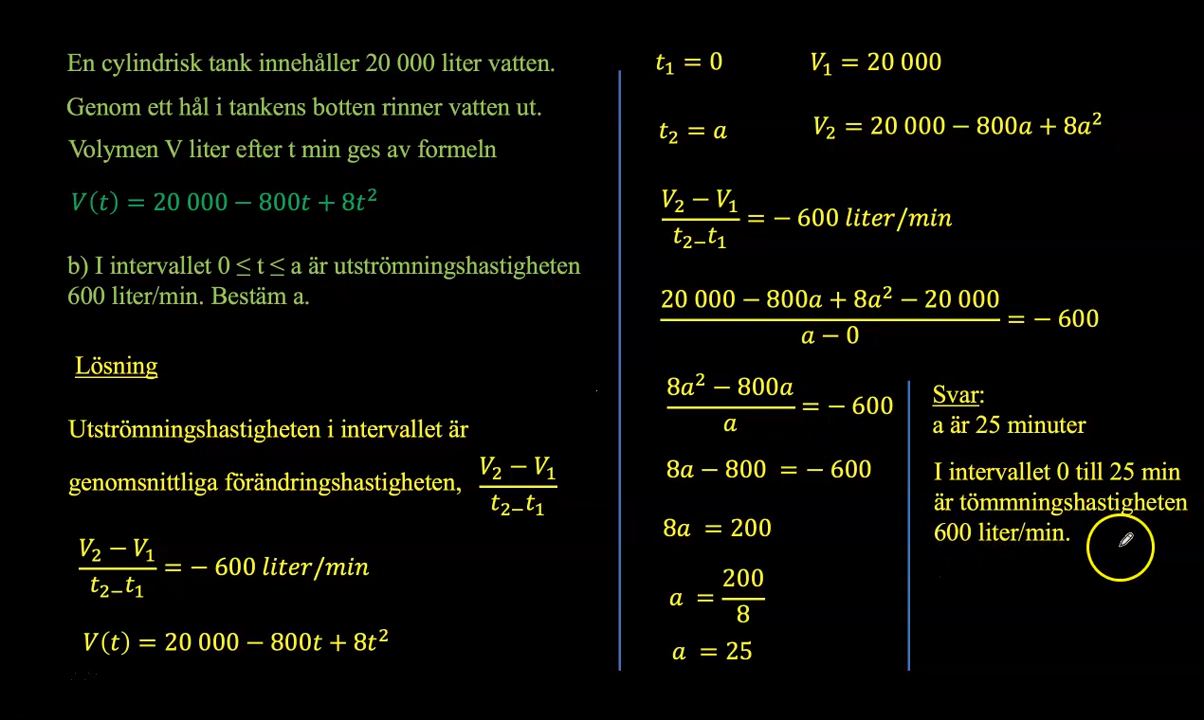 En cylindrisk tank innehåller 20 000 liter vatten.
Genom ett hål i tankens botten rinner vatten ut.
Volymen V liter efter t min ges av formeln
V(t) = 20 000 − 800t + 8t²
b) I intervallet 0 ≤ t ≤ a är utströmningshastigheten
600 liter/min. Bestäm a.
Lösning
Utströmningshastigheten i intervallet är
genomsnittliga förändringshastigheten, (V₂ − V₁)/(t₂₋t₁)
(V₂ − V₁)/(t₂₋t₁) = − 600 liter/min
V(t) = 20 000 − 800t + 8t²
t₁ = 0 V₁ = 20 000
t₂ = a V₂ = 20 000 − 800a + 8a²
(V₂ − V₁)/(t₂₋t₁) = − 600 liter/min
(20 000 − 800a + 8a² − 20 000)/(a − 0) = − 600
(8a² − 800a)/a = − 600
8a − 800 = − 600
8a = 200
a = 200/8
a = 25
Svar:
a är 25 minuter
I intervallet 0 till 25 min
är tömmningshastigheten
600 liter/min.